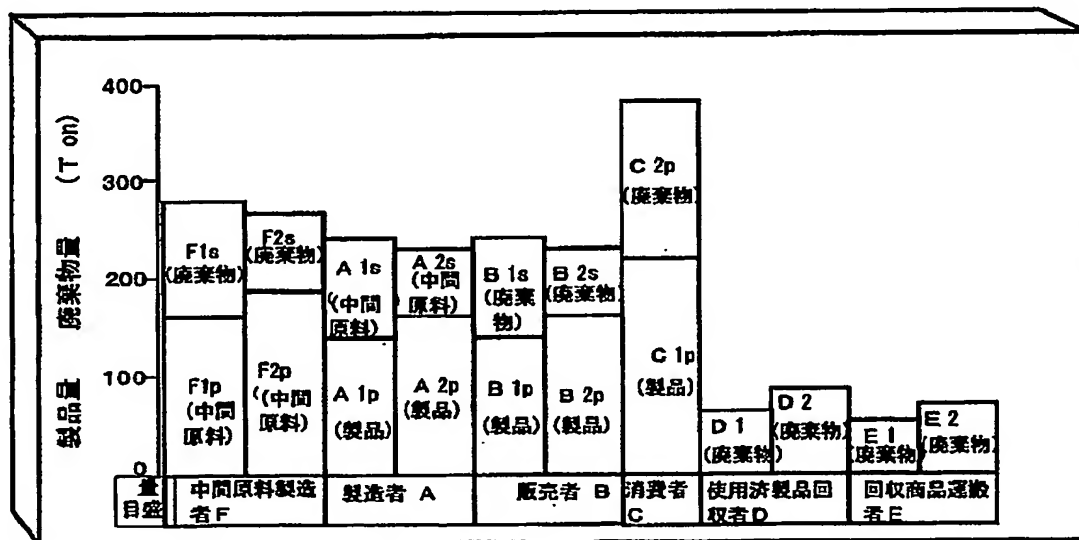 400
300
200
100
0
製品量 廃棄物量 (Ton)
F1s
(廃棄物)
F1p
(中間
原料)
F2s
(廃棄物)
F2p
(中間
原料)
A 1s
(中間
原料)
A 1p
(製品)
A 2s
(中間
原料)
A 2p
(製品)
B 1s
(廃棄
物)
B 1p
(製品)
B 2s
(廃棄物)
B 2p
(製品)
C 2p
(廃棄物)
C 1p
(製品)
D 1
(廃棄物)
D 2
(廃棄物)
E 1
(廃棄物)
E 2
(廃棄物)
量
目盛
中間原料製造
者F
製造者 A
販売者 B
消費者
C
使用済製品回
収者D
回収商品運搬
者E